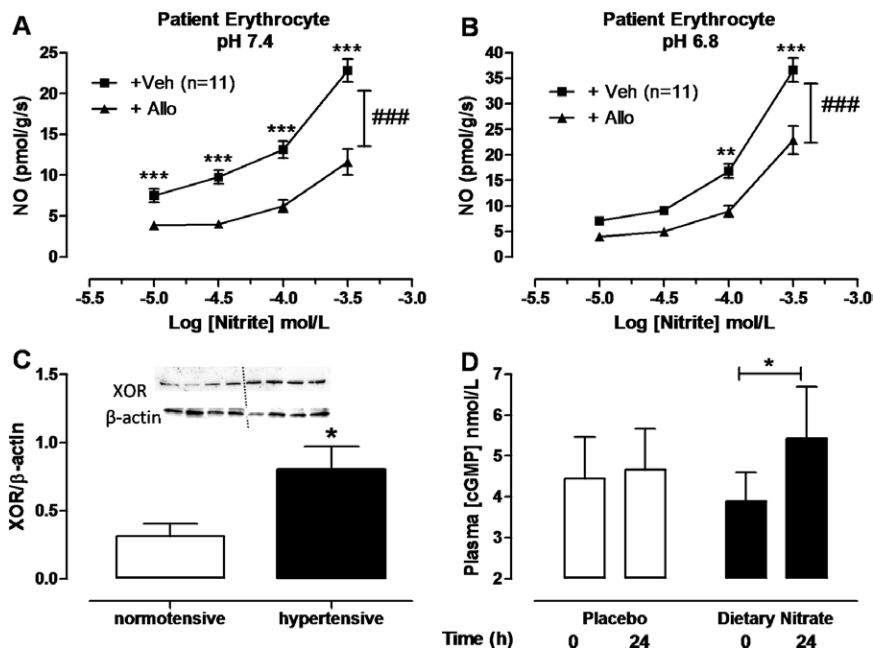 A
Patient Erythrocyte
pH 7.4
NO (pmol/g/s)
25
20
15
10
5
0
+Veh (n=11)
+ Allo
***
***
***
***
###
-5.5
-5.0
-4.5
-4.0
-3.5
-3.0
Log [Nitrite] mol/L
B
Patient Erythrocyte
pH 6.8
NO (pmol/g/s)
40
35
30
25
20
15
10
5
0
+ Veh (n=11)
+ Allo
**
***
###
-5.5
-5.0
-4.5
-4.0
-3.5
-3.0
Log [Nitrite] mol/L
C
XOR/β-actin
1.5
1.0
0.5
0.0
XOR
β-actin
*
normotensive
hypertensive
D
Plasma [cGMP] nmol/L
7
6
5
4
3
2
*
Placebo
Dietary Nitrate
Time (h)
0
24
0
24